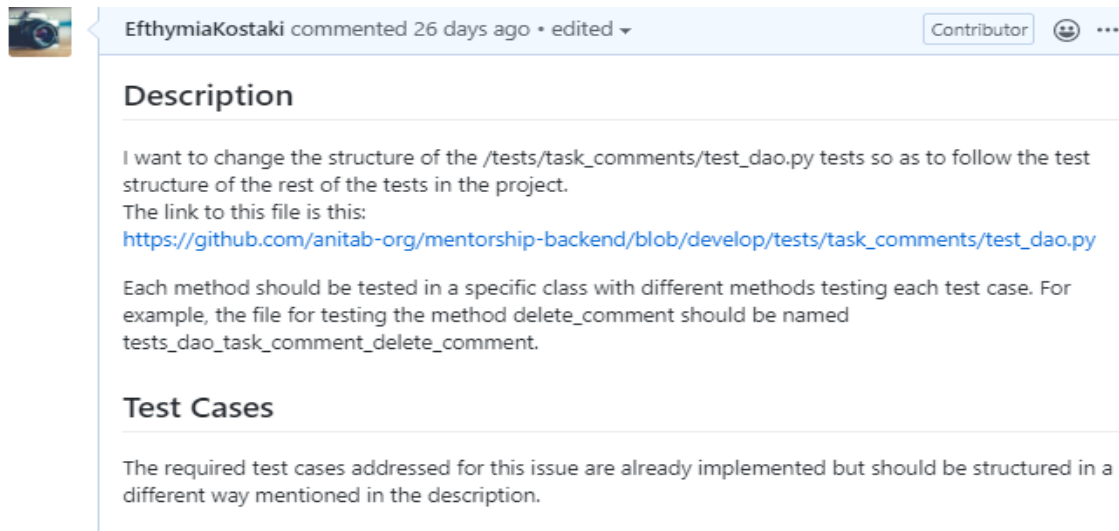 EfthymiaKostaki commented 26 days ago • edited
Contributor
Description
I want to change the structure of the /tests/task_comments/test_dao.py tests so as to follow the test
structure of the rest of the tests in the project.
The link to this file is this:
https://github.com/anitab-org/mentorship-backend/blob/develop/tests/task_comments/test_dao.py
Each method should be tested in a specific class with different methods testing each test case. For
example, the file for testing the method delete_comment should be named
tests_dao_task_comment_delete_comment.
Test Cases
The required test cases addressed for this issue are already implemented but should be structured in a
different way mentioned in the description.